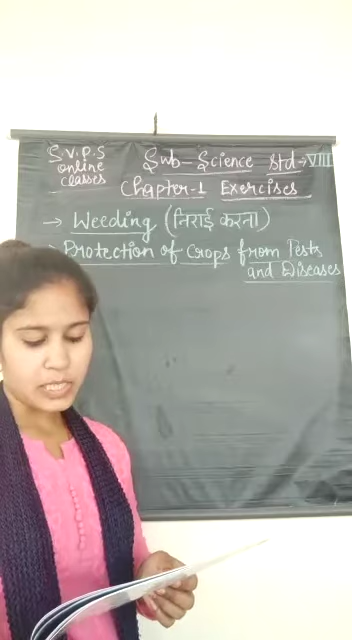 S.V.P.S
online
classes
Sub- Science Std → VIII
Chapter-1 Exercises
→ Weeding (निराई करना)
Protection of Crops from Pests
and Diseases